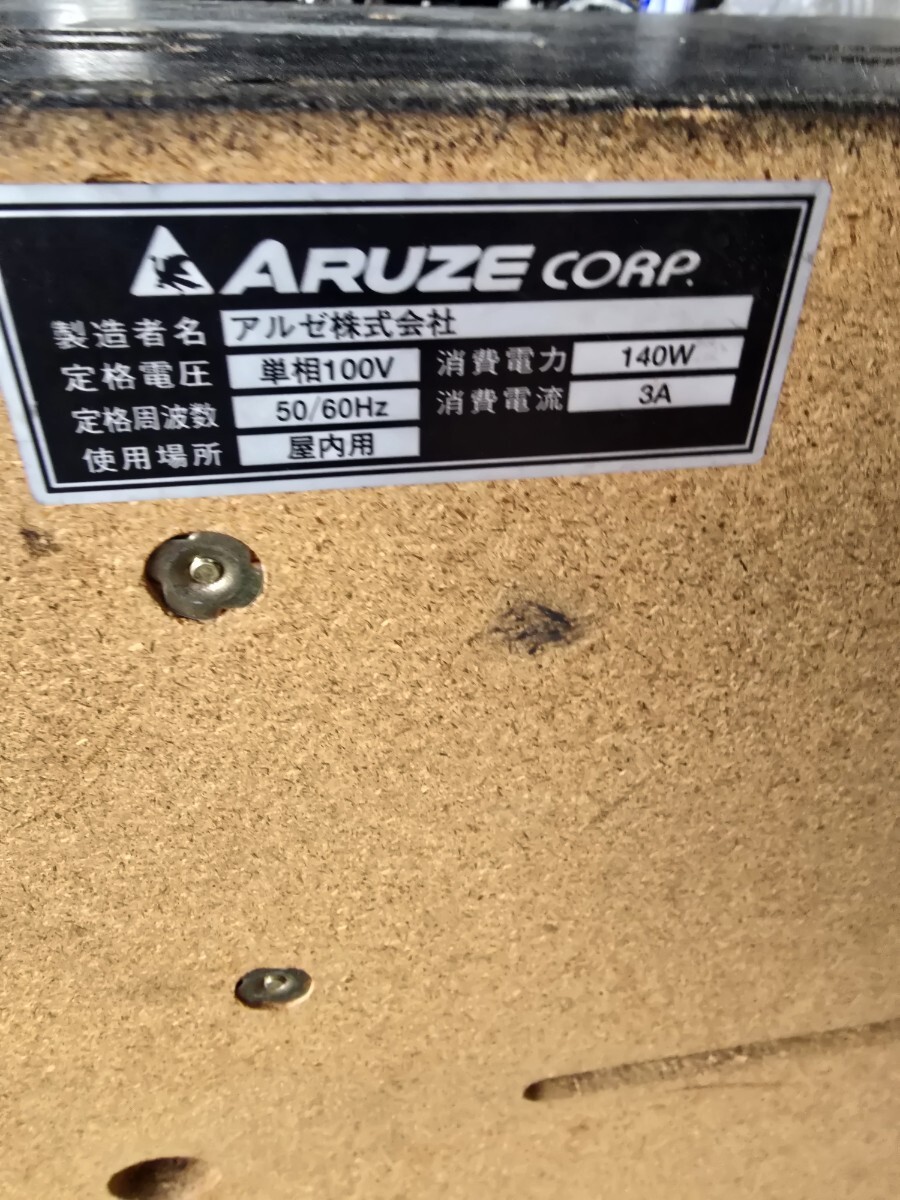 ARUZE CORP.
製造者名 アルゼ株式会社
定格電圧 単相100V 消費電力 140W
定格周波数 50/60Hz 消費電流 3A
使用場所 屋内用